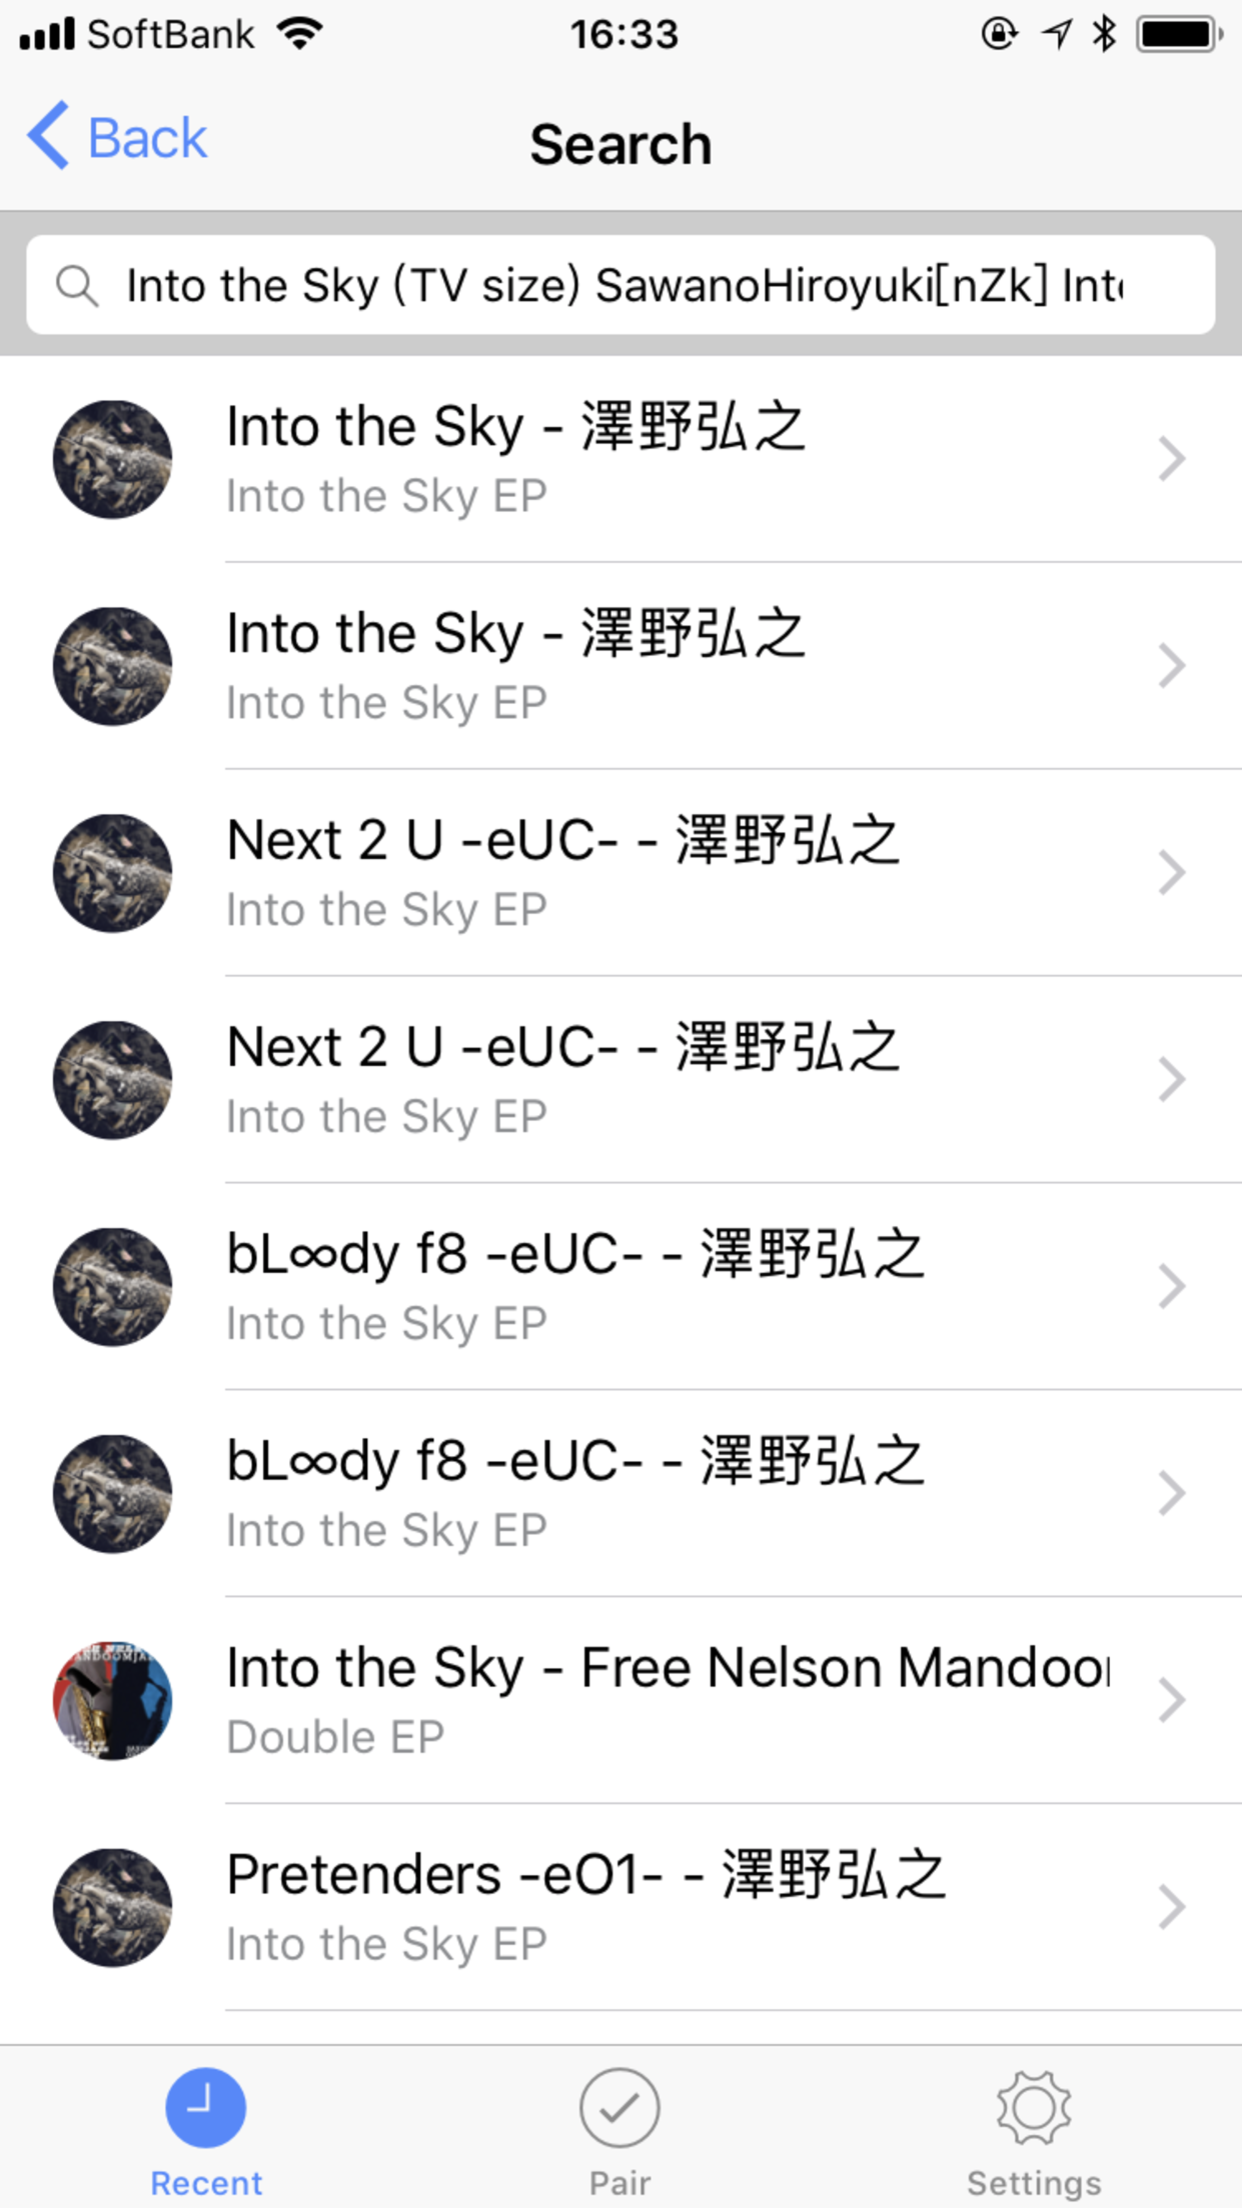 SoftBank 16:33
Back Search
Into the Sky (TV size) SawanoHiroyuki[nZk] Int
Into the Sky - 澤野弘之
Into the Sky EP
Into the Sky - 澤野弘之
Into the Sky EP
Next 2 U -eUC- - 澤野弘之
Into the Sky EP
Next 2 U -eUC- - 澤野弘之
Into the Sky EP
bL∞dy f8 -eUC- - 澤野弘之
Into the Sky EP
bL∞dy f8 -eUC- - 澤野弘之
Into the Sky EP
Into the Sky - Free Nelson Mandoo
Double EP
Pretenders -eO1- - 澤野弘之
Into the Sky EP
Recent Pair Settings